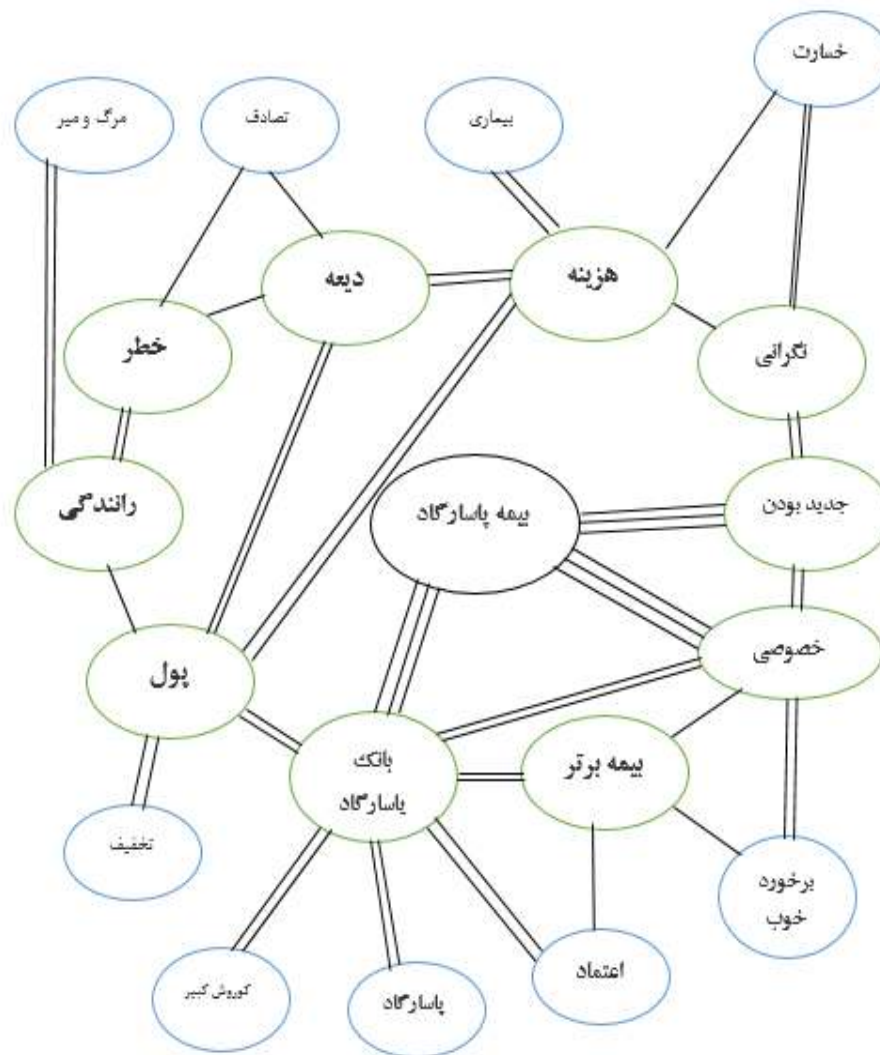 خسارت
بیماری
تصادف
مرگ و میر
هزینه
دیعه
نگرانی
خطر
جدید بودن
بیمه پاسارگاد
رانندگی
خصوصی
پول
بیمه برتر
بانک
پاسارگاد
تخفیف
برخورد
خوب
اعتماد
پاسارگاد
کوروش کبیر